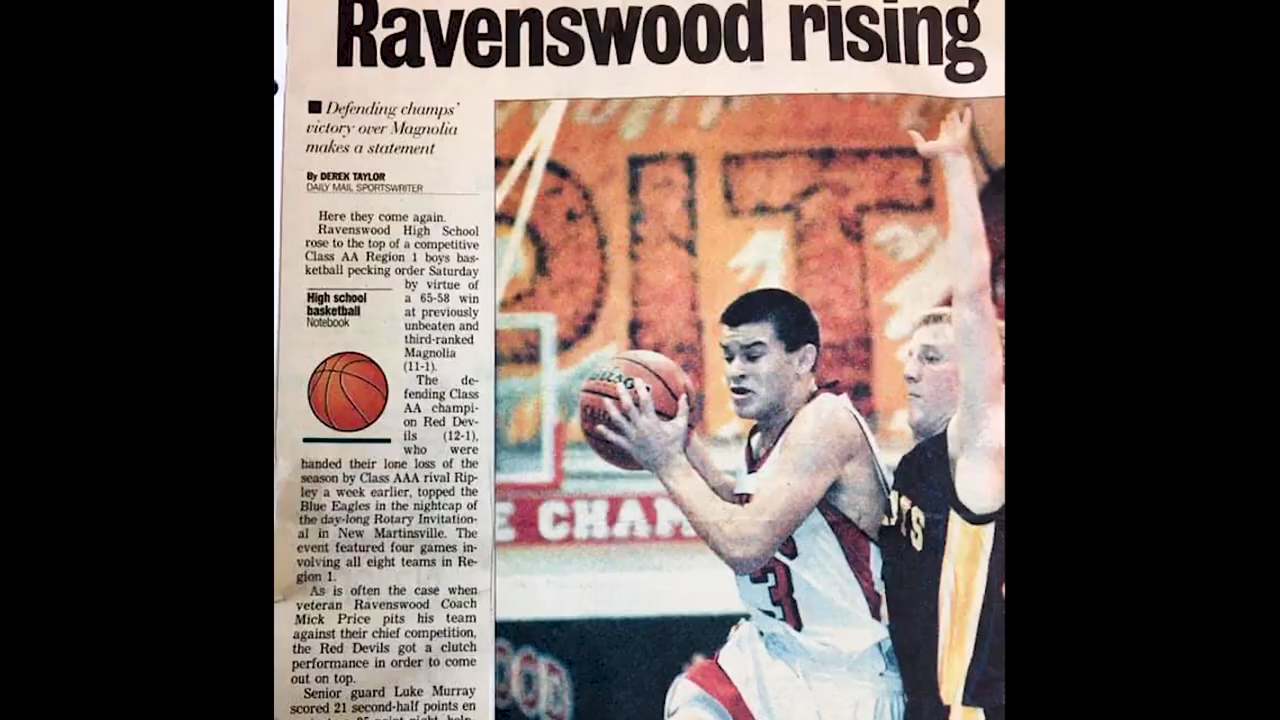 Ravenswood rising
■ Defending champs'
victory over Magnolia
makes a statement
By DEREK TAYLOR
DAILY MAIL SPORTSWRITER
Here they come again.
Ravenswood High School
rose to the top of a competitive
Class AA Region 1 boys bas-
ketball pecking order Saturday
by virtue of
a 65-58 win
at previously
unbeaten and
third-ranked
Magnolia
(11-1).
The de-
fending Class
AA champi-
on Red Dev-
ils (12-1),
who were
High school
basketball
Notebook
handed their lone loss of the
season by Class AAA rival Rip-
ley a week earlier, topped the
Blue Eagles in the nightcap of
the day-long Rotary Invitation-
al in New Martinsville. The
event featured four games in-
volving all eight teams in Re-
gion 1.
As is often the case when
veteran Ravenswood Coach
Mick Price pits his team
against their chief competition,
the Red Devils got a clutch
performance in order to come
out on top.
Senior guard Luke Murray
scored 21 second-half points en
PIT
E CHAM
3
OTS
OOD